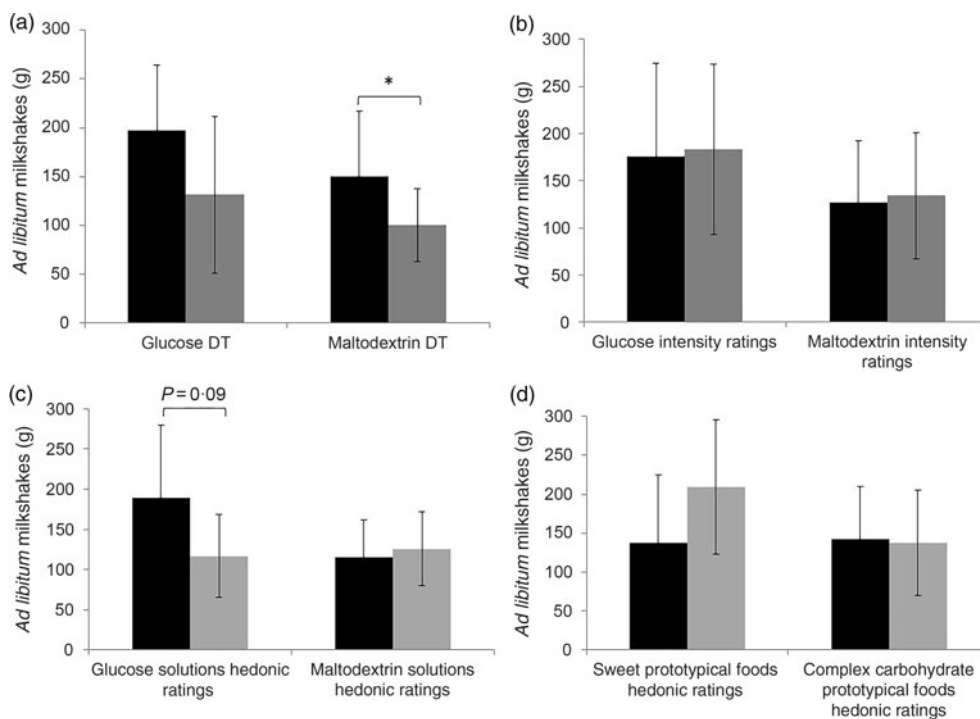 (a)
300
250
200
150
100
50
0
Ad libitum milkshakes (g)
*
Glucose DT
Maltodextrin DT
(b)
300
250
200
150
100
50
0
Ad libitum milkshakes (g)
Glucose intensity ratings
Maltodextrin intensity
ratings
(c)
P = 0·09
300
250
200
150
100
50
0
Ad libitum milkshakes (g)
Glucose solutions hedonic
ratings
Maltodextrin solutions
hedonic ratings
(d)
300
250
200
150
100
50
0
Ad libitum milkshakes (g)
Sweet prototypical foods
hedonic ratings
Complex carbohydrate
prototypical foods
hedonic ratings